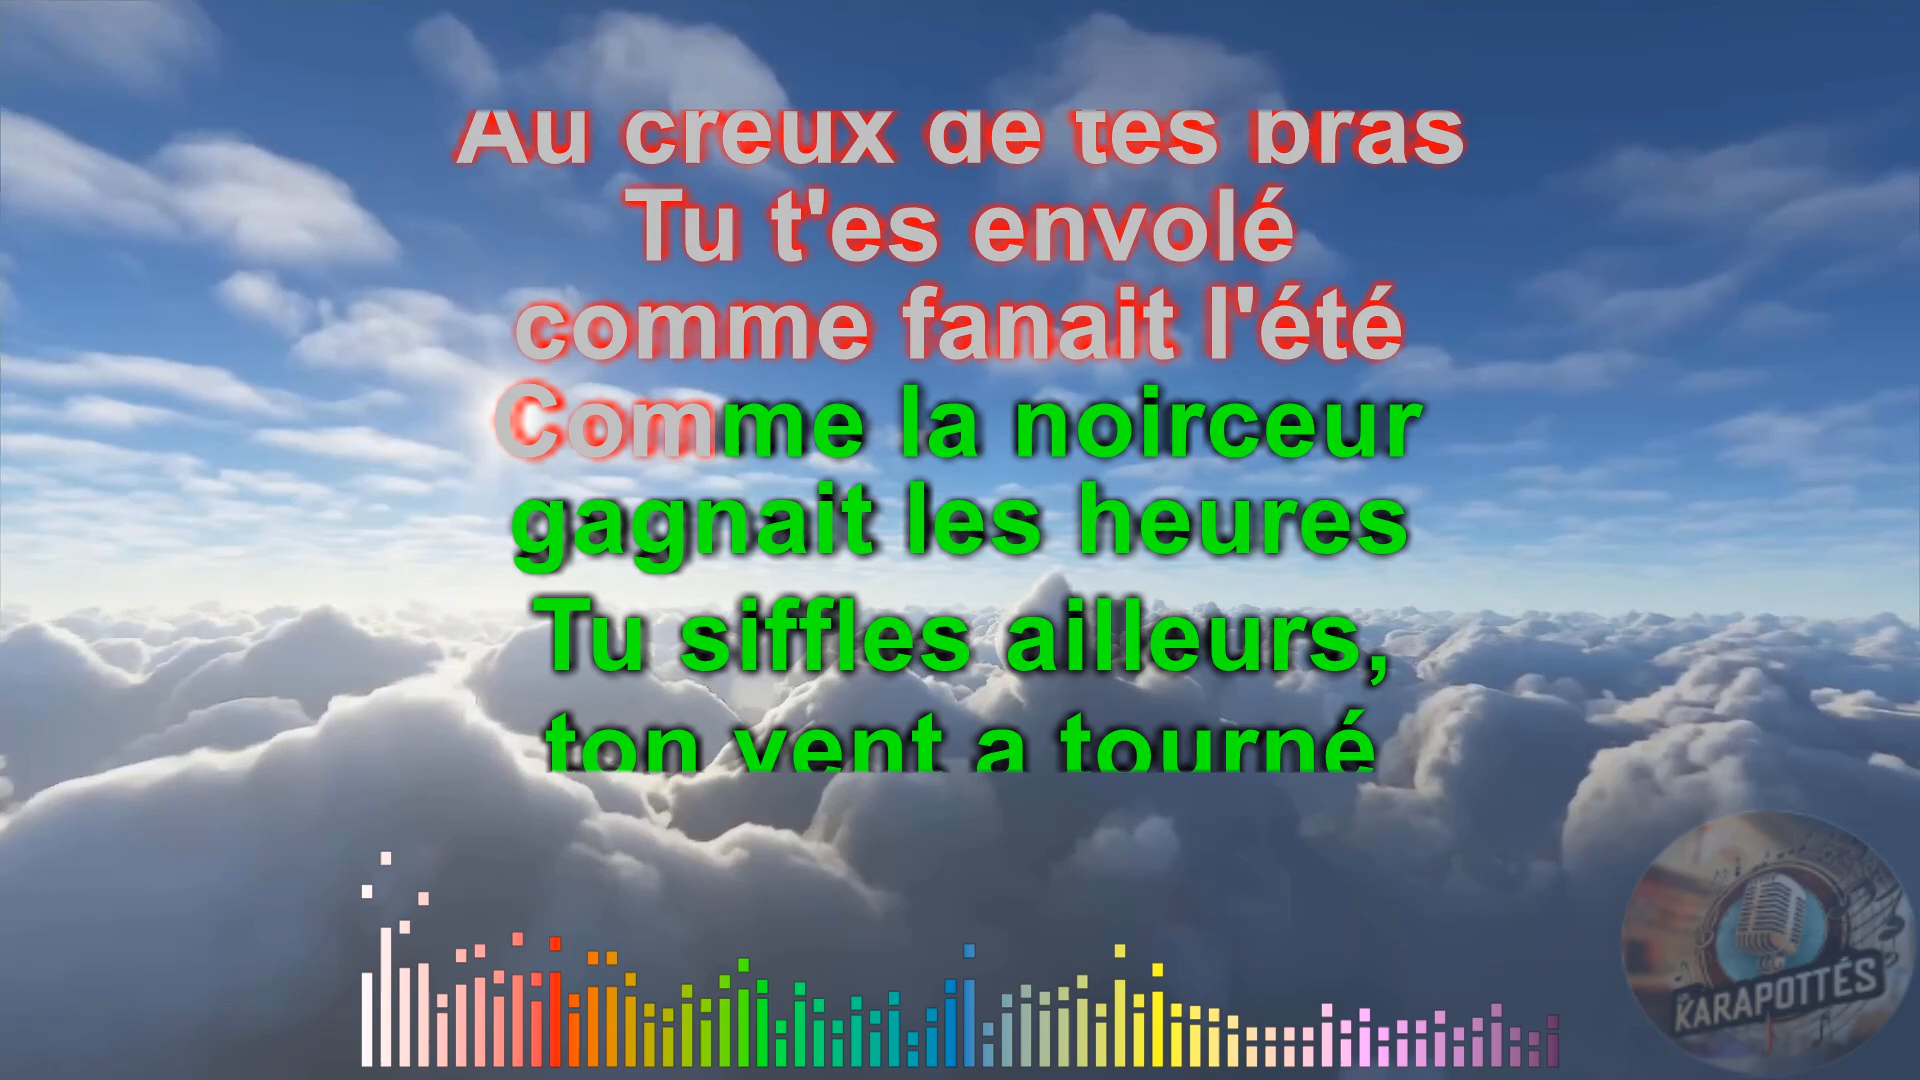 Au creux de tes bras
Tu t'es envolé
comme fanait l'été
Comme la noirceur
gagnait les heures
Tu siffles ailleurs,
ton vent a tourné
KARAPOTTÉS